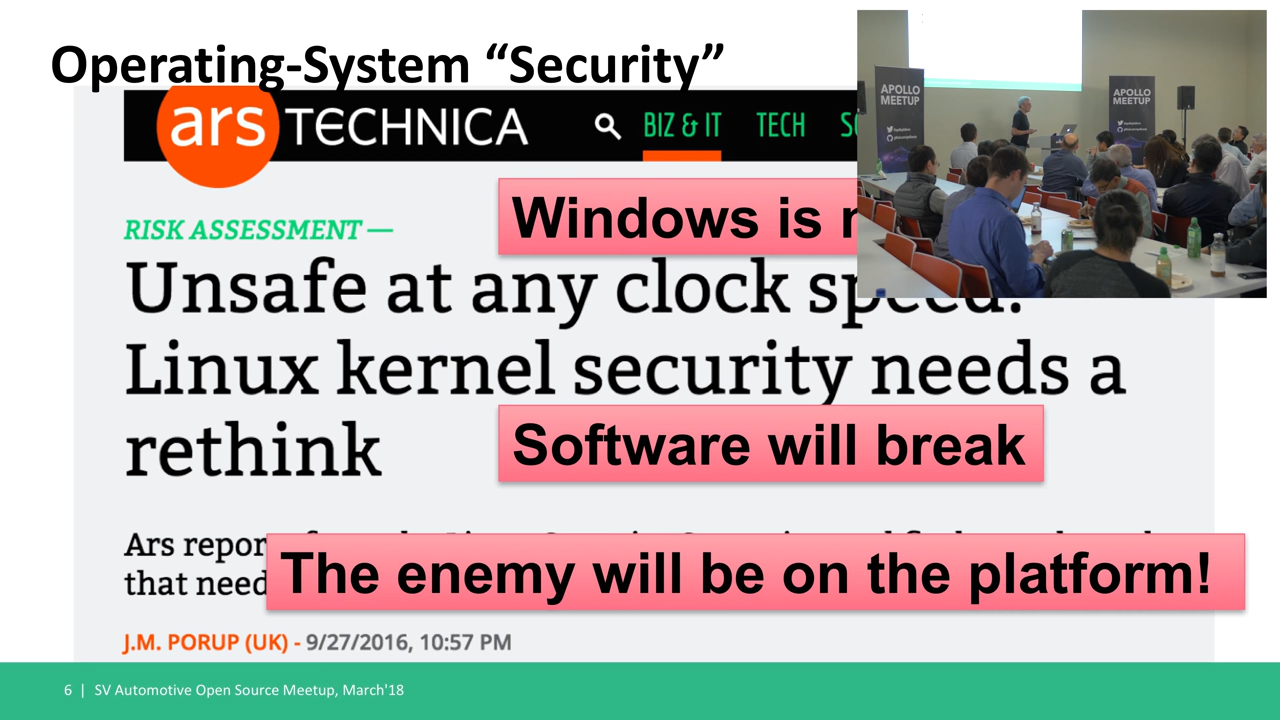 Operating-System “Security”
ars TECHNICA
BIZ & IT TECH
RISK ASSESSMENT —
Windows is
Unsafe at any clock speed:
Linux kernel security needs a
rethink
Software will break
Ars
that need
The enemy will be on the platform!
J.M. PORUP (UK) - 9/27/2016, 10:57 PM
6 | SV Automotive Open Source Meetup, March'18
APOLLO
MEETUP
APOLLO
MEETUP